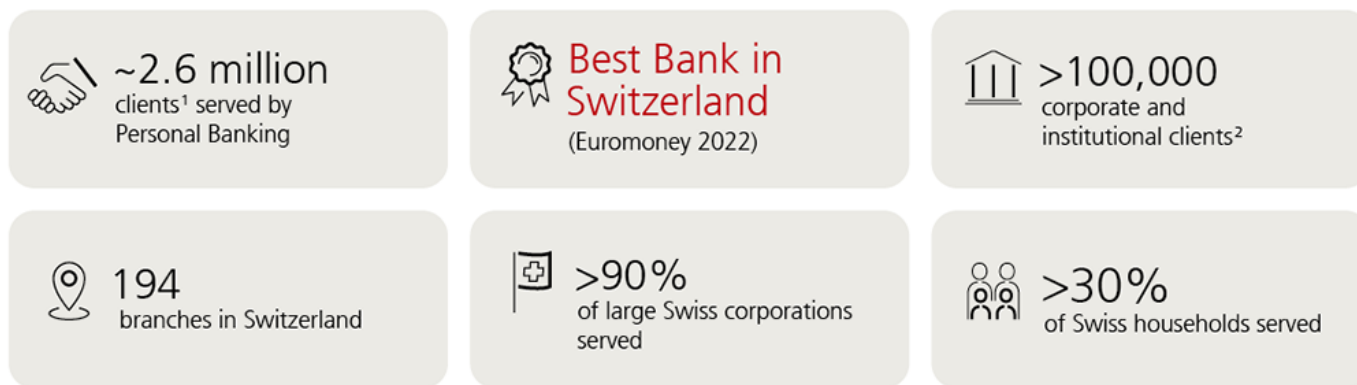 ~2.6 million
clients¹ served by
Personal Banking
Best Bank in
Switzerland
(Euromoney 2022)
>100,000
corporate and
institutional clients²
194
branches in Switzerland
>90%
of large Swiss corporations
served
>30%
of Swiss households served